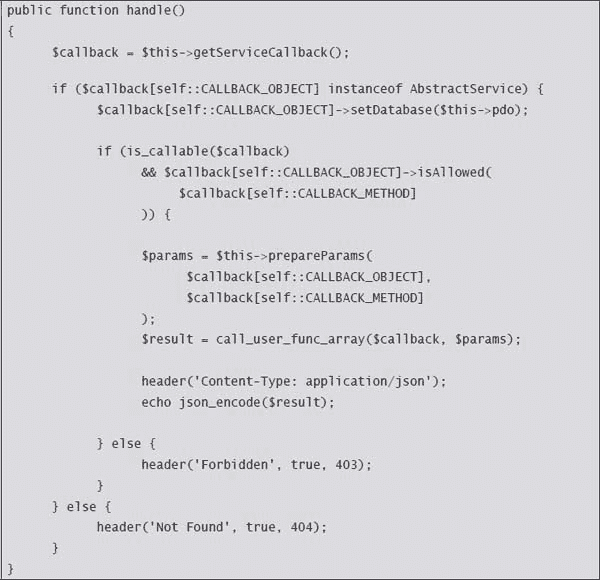 public function handle()
{
$callback = $this->getServiceCallback();
if ($callback[self::CALLBACK_OBJECT] instanceof AbstractService) {
$callback[self::CALLBACK_OBJECT]->setDatabase($this->pdo);
if (is_callable($callback)
&& $callback[self::CALLBACK_OBJECT]->isAllowed(
$callback[self::CALLBACK_METHOD]
)) {
$params = $this->prepareParams(
$callback[self::CALLBACK_OBJECT],
$callback[self::CALLBACK_METHOD]
);
$result = call_user_func_array($callback, $params);
header('Content-Type: application/json');
echo json_encode($result);
} else {
header('Forbidden', true, 403);
}
} else {
header('Not Found', true, 404);
}
}